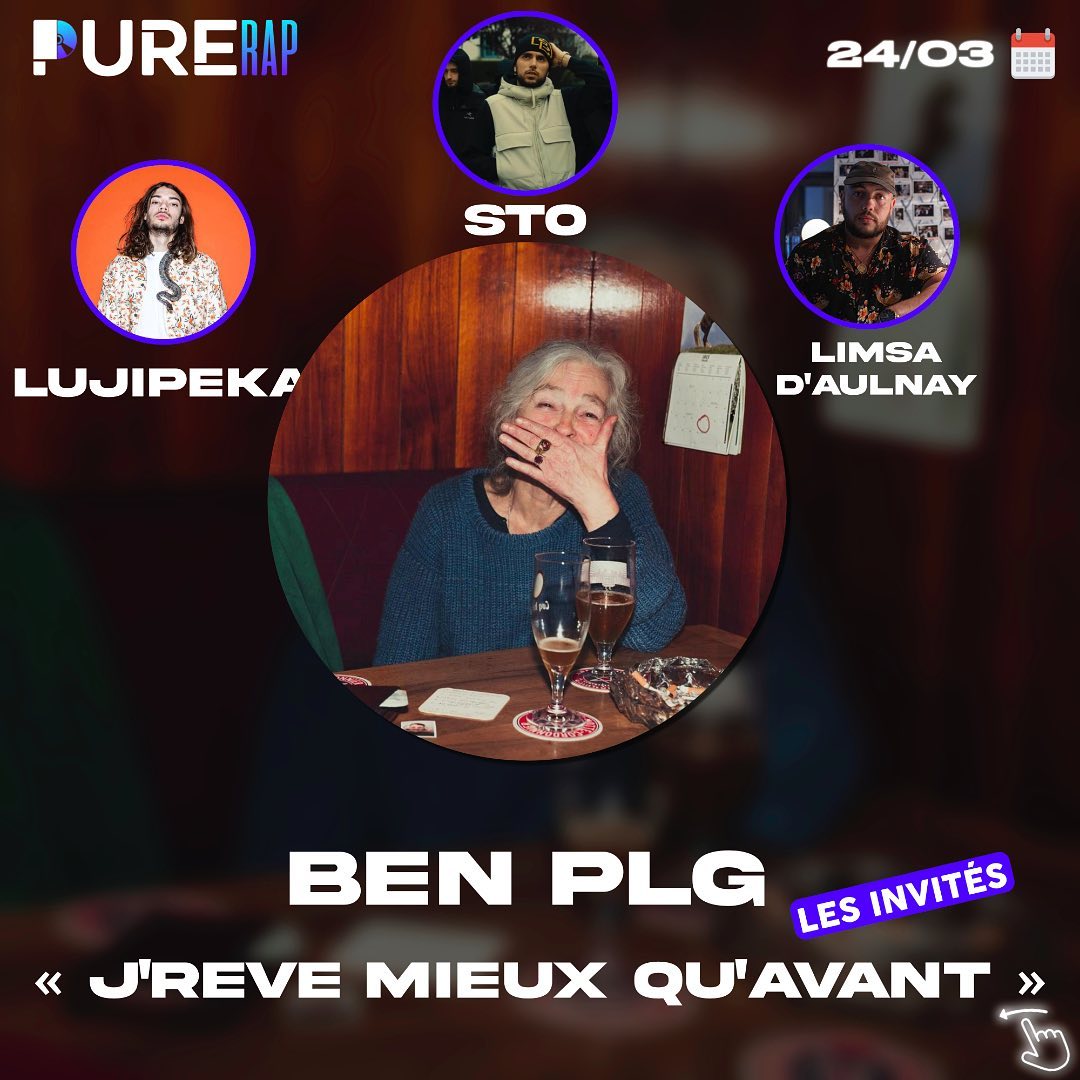 PURERAP
24/03
STO
LUJIPEKA
LIMSA
D'AULNAY
BEN PLG
LES INVITÉS
« J'REVE MIEUX QU'AVANT »